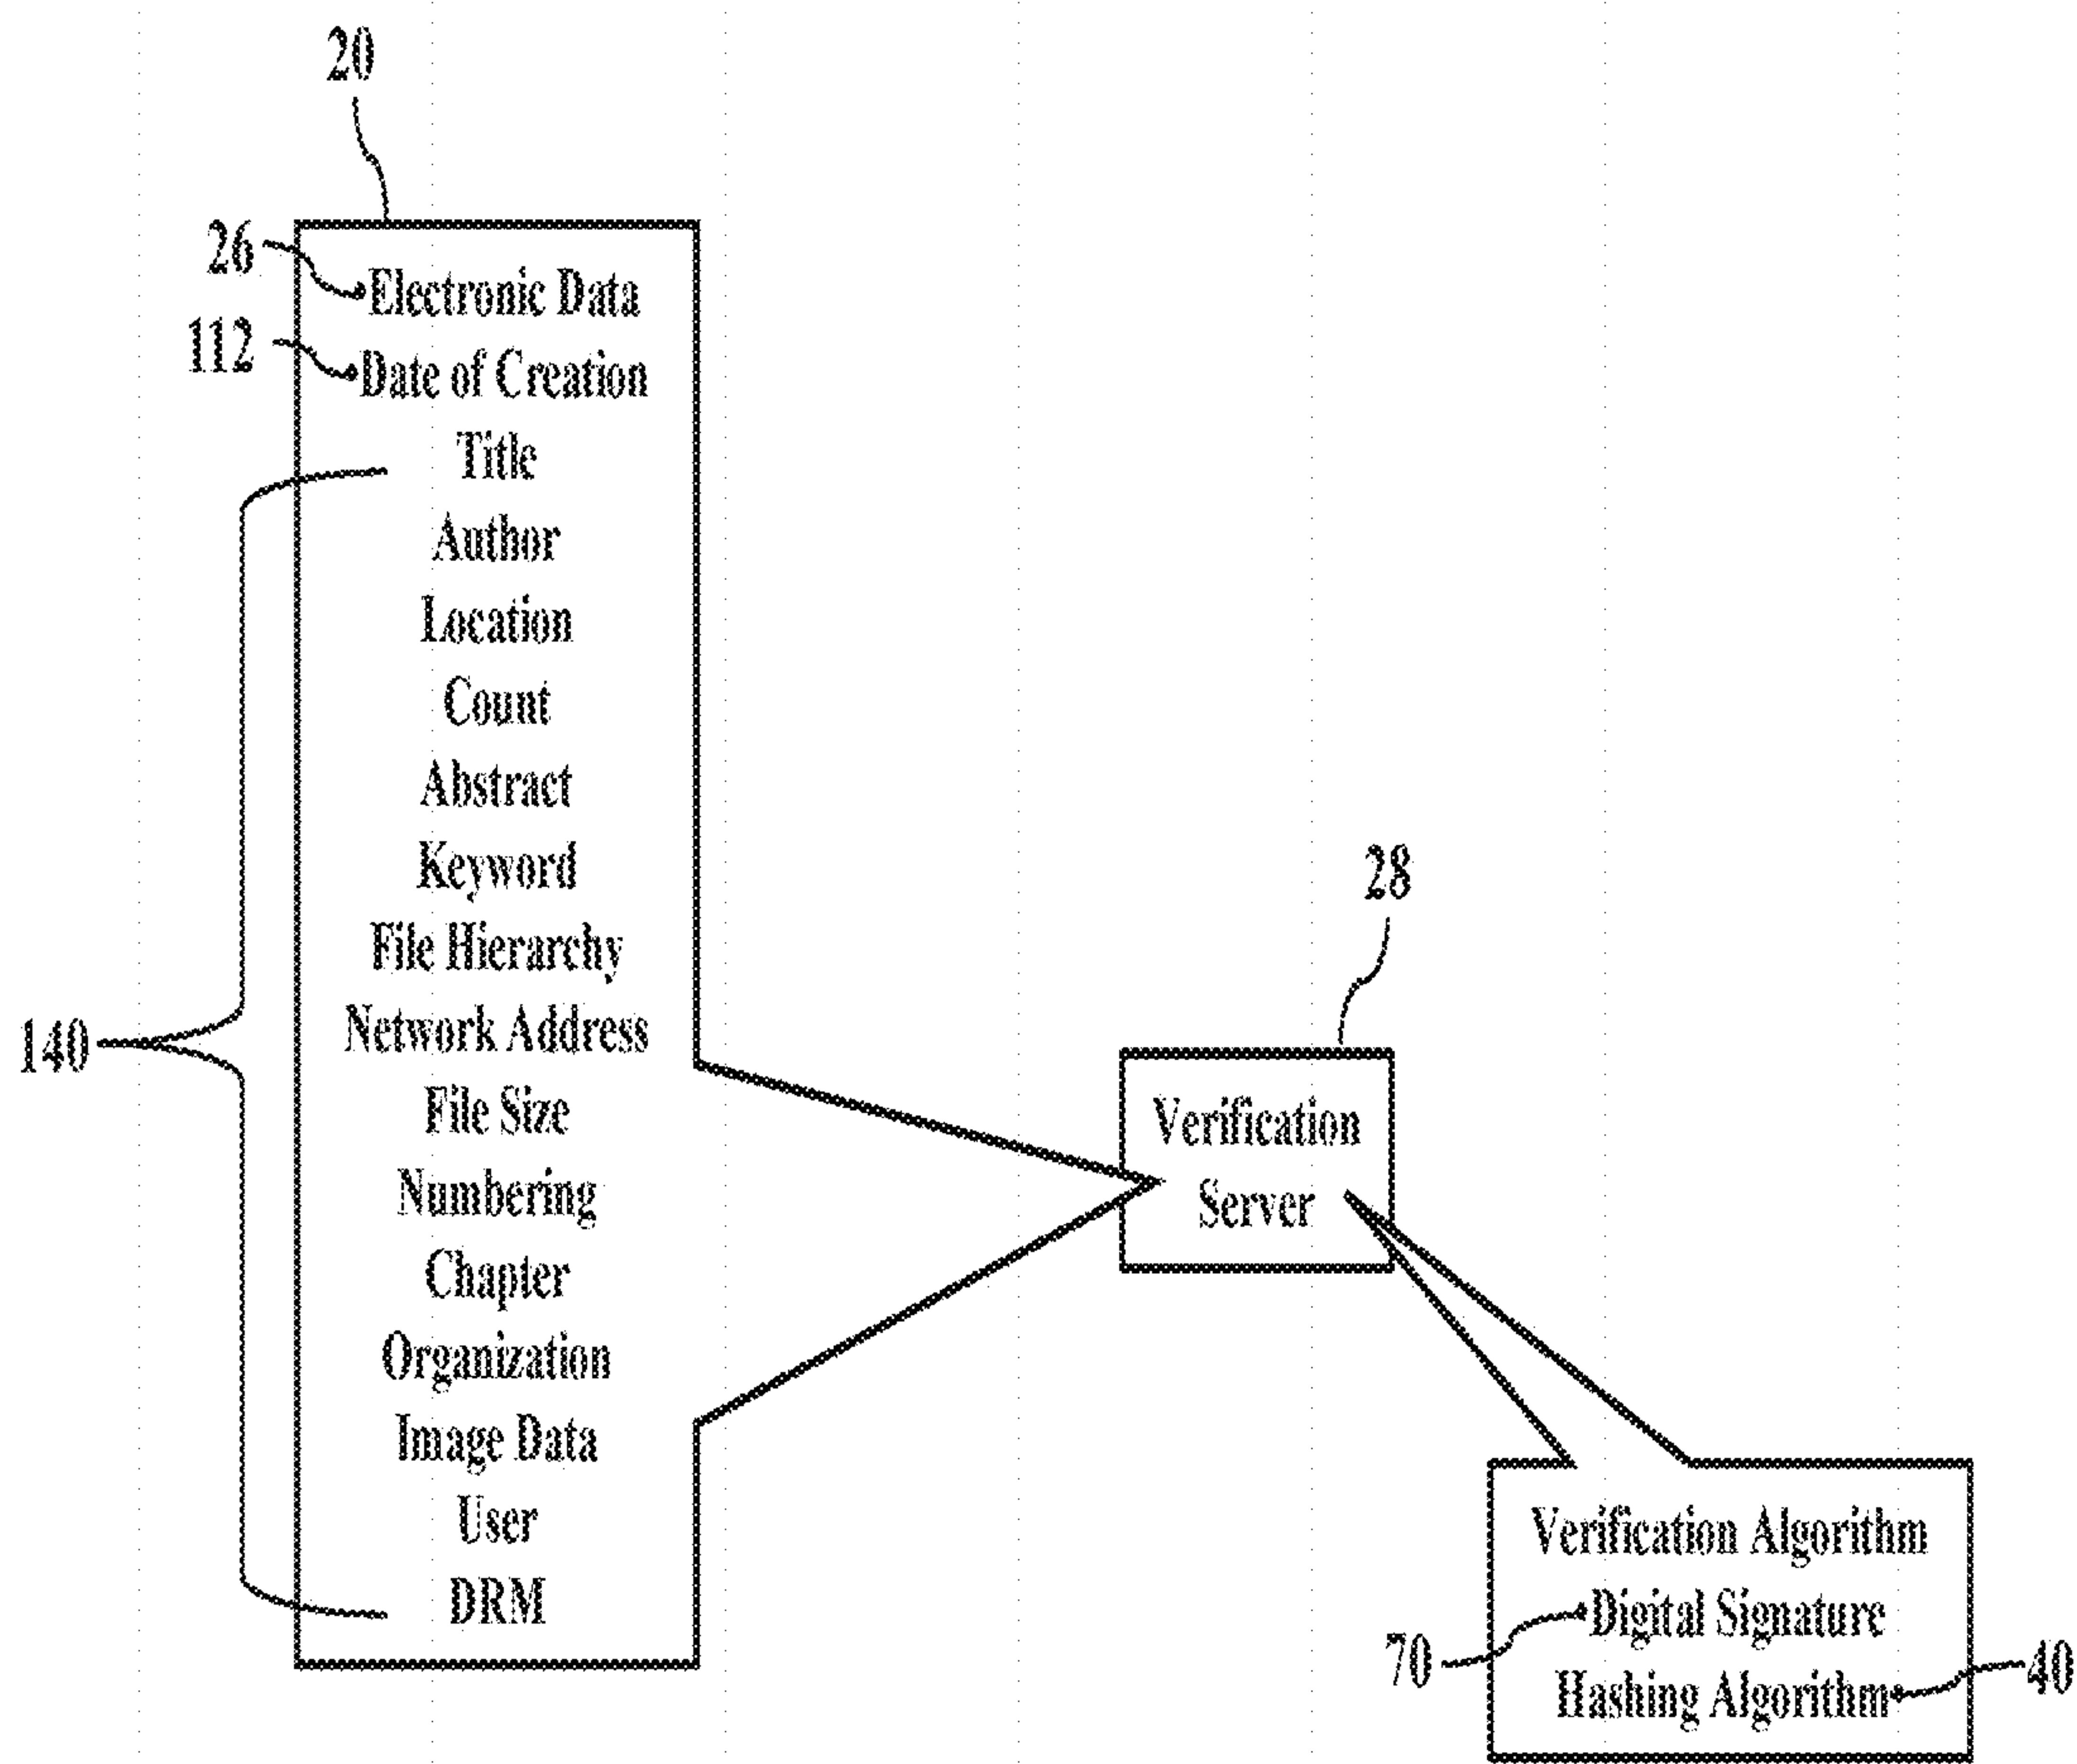 20
26
Electronic Data
112
Date of Creation
Title
Author
Location
Count
Abstract
Keyword
File Hierarchy
Network Address
140
File Size
Numbering
Chapter
Organization
Image Data
User
DRM
28
Verification
Server
Verification Algorithm
70
Digital Signature
Hashing Algorithm
40